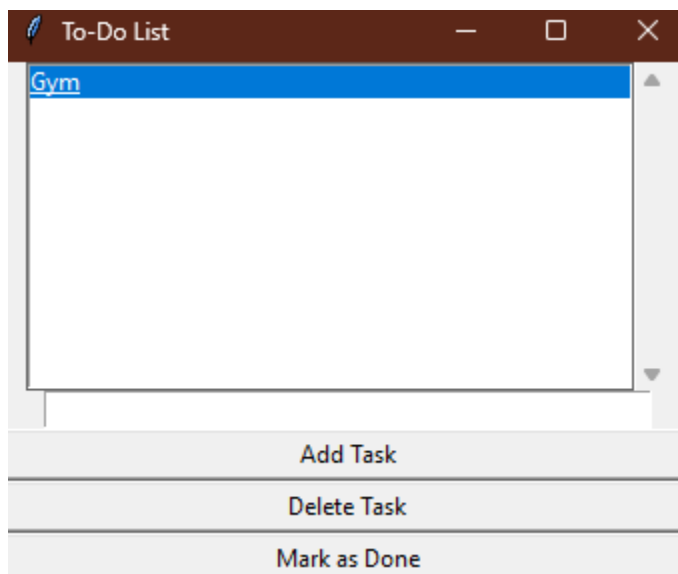 To-Do List
Gym
Add Task
Delete Task
Mark as Done